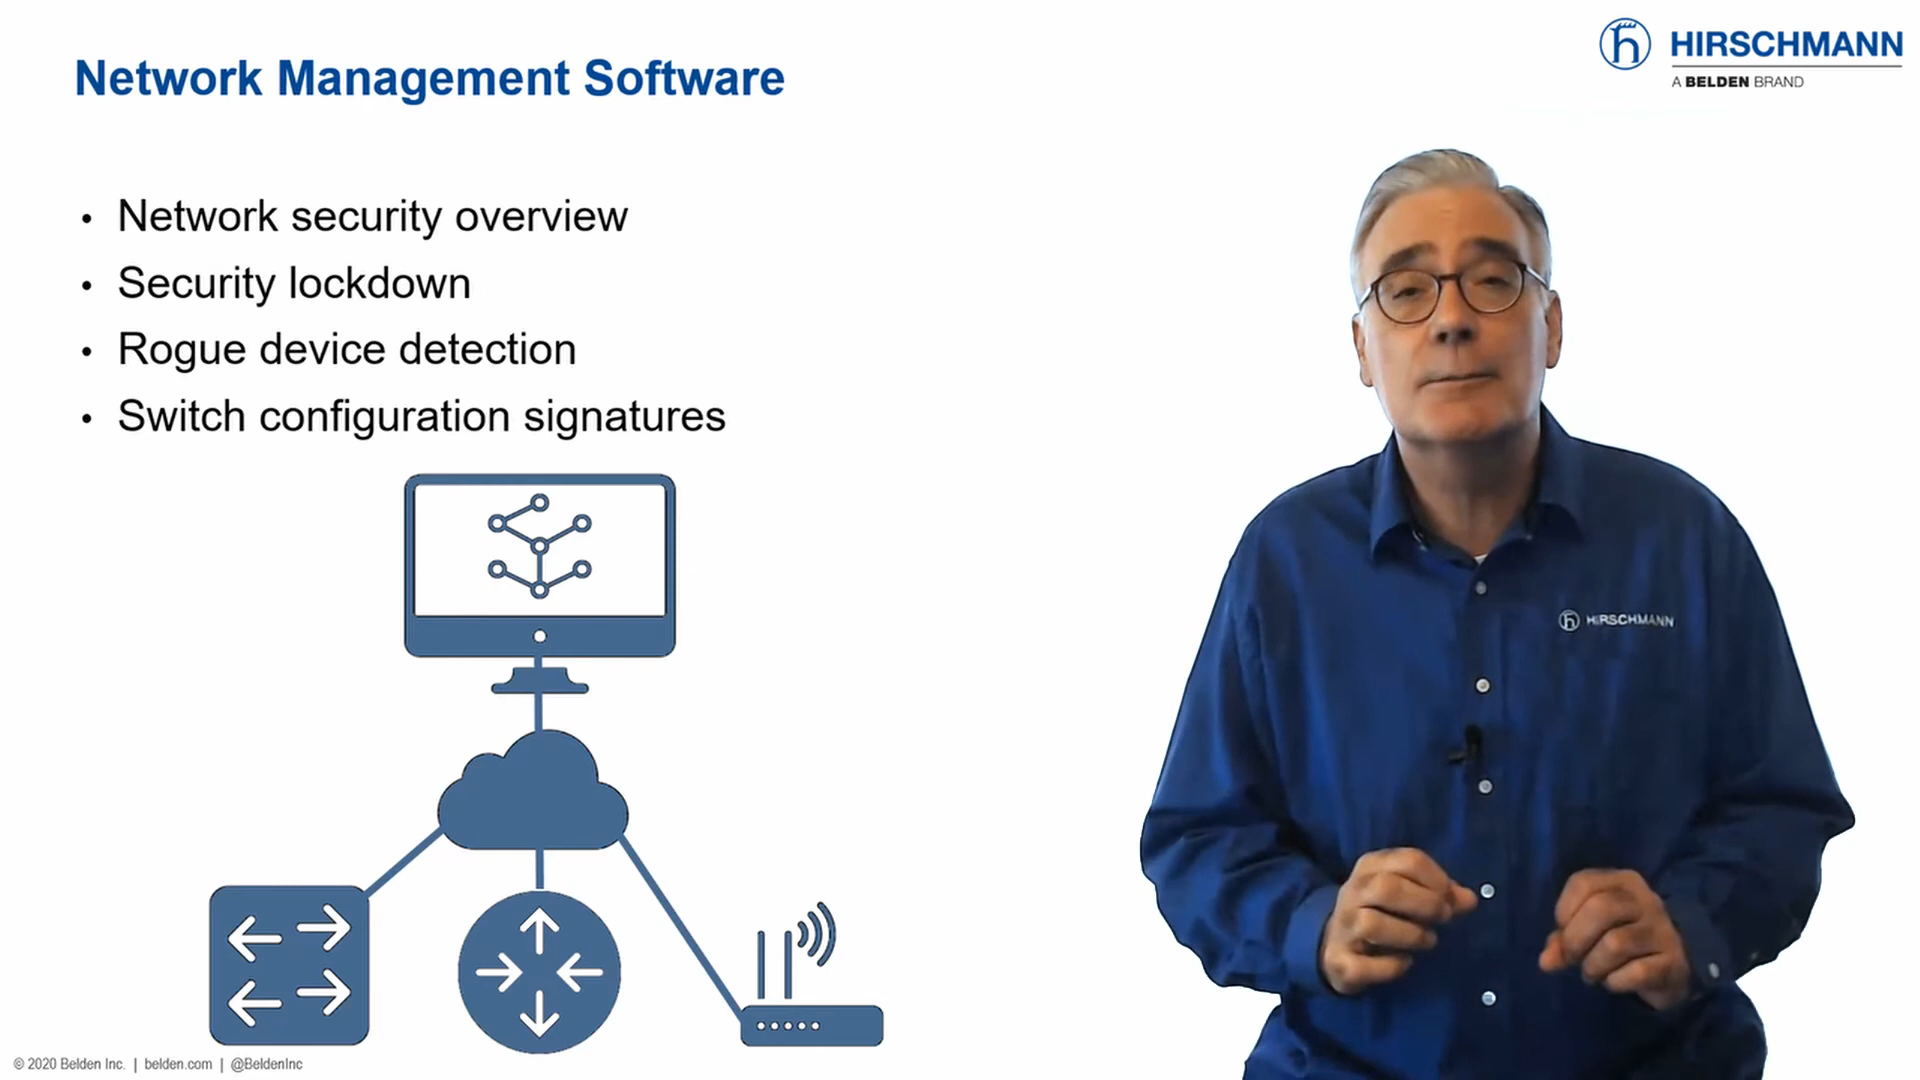 Network Management Software
HIRSCHMANN
A BELDEN BRAND
• Network security overview
• Security lockdown
• Rogue device detection
• Switch configuration signatures
HIRSCHMANN
© 2020 Belden Inc. | belden.com | @BeldenInc